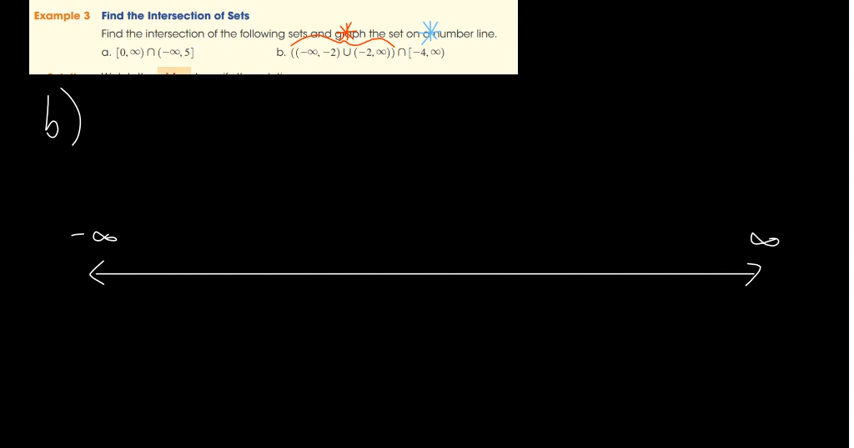 Example 3 Find the Intersection of Sets
Find the intersection of the following sets and graph the set on a number line.
a. [0, ∞) ∩ (−∞, 5] b. ((−∞, −2) ∪ (−2, ∞)) ∩ [−4, ∞)
b)
-∞ ∞